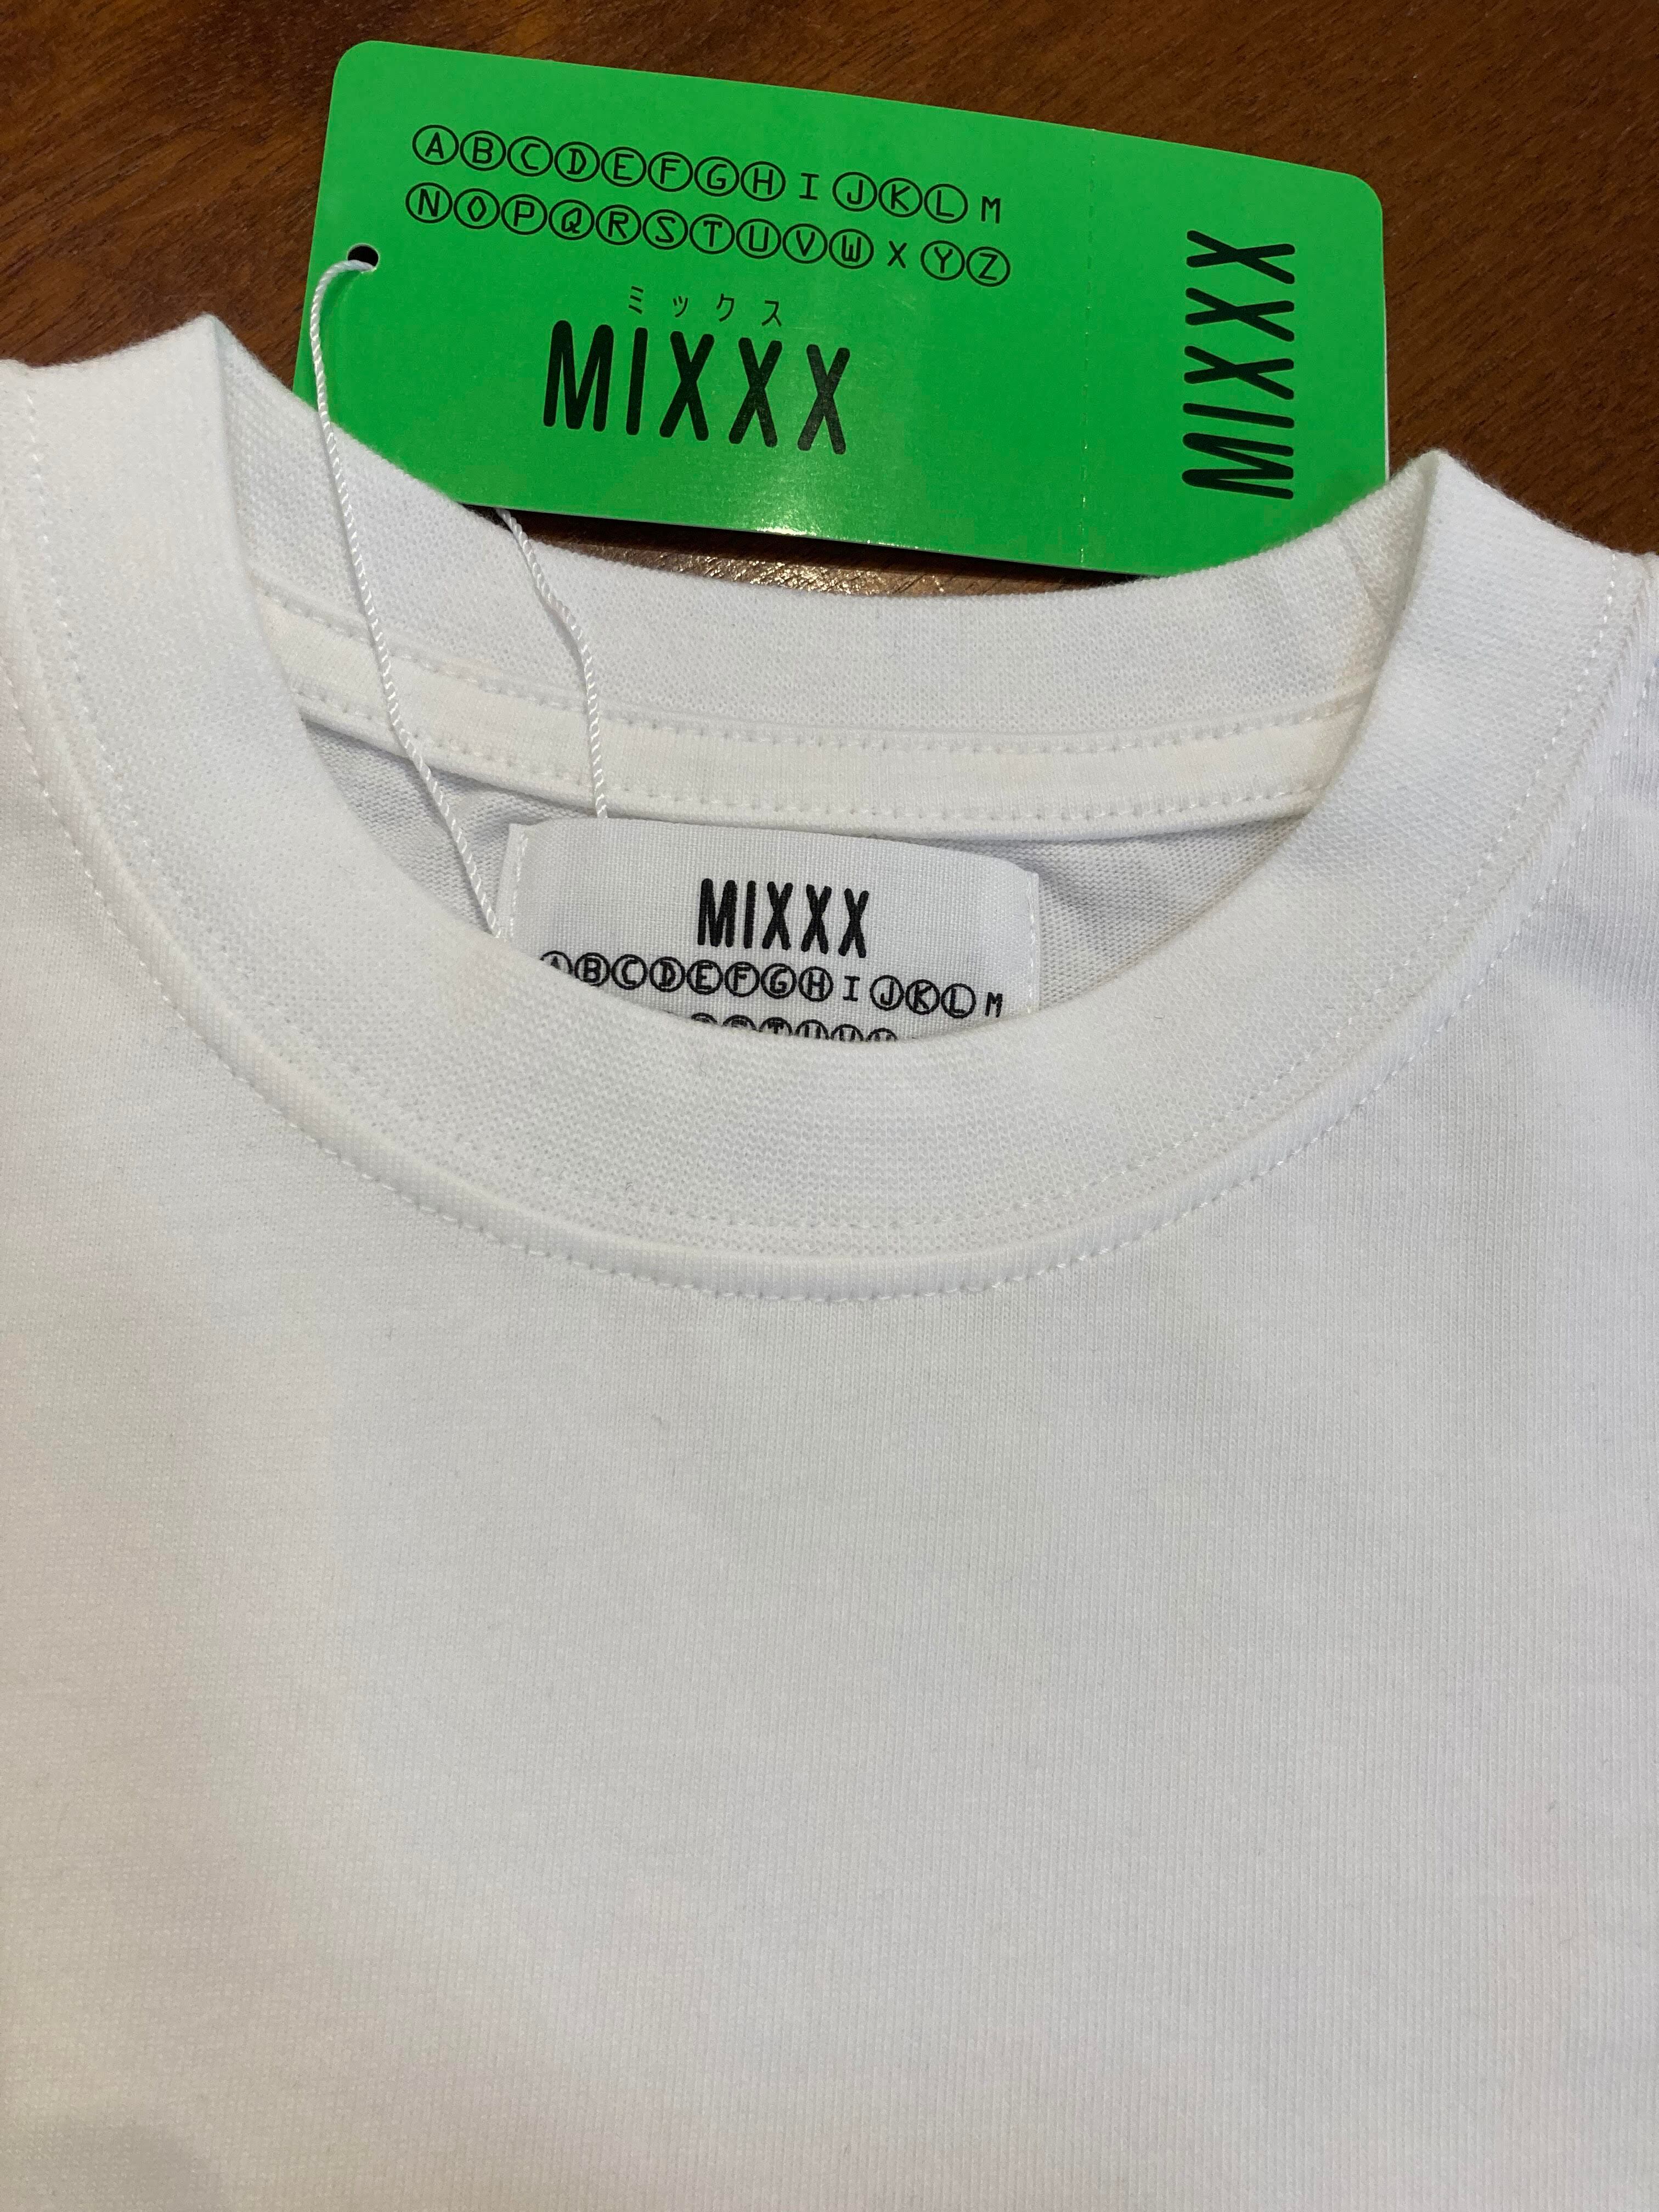 ABCDEFGHIJKLM
NOPQRSTUVWXYZ
ミックス
MIXXX
MIXXX
MIXXX
ABCDEFGHIJKLM